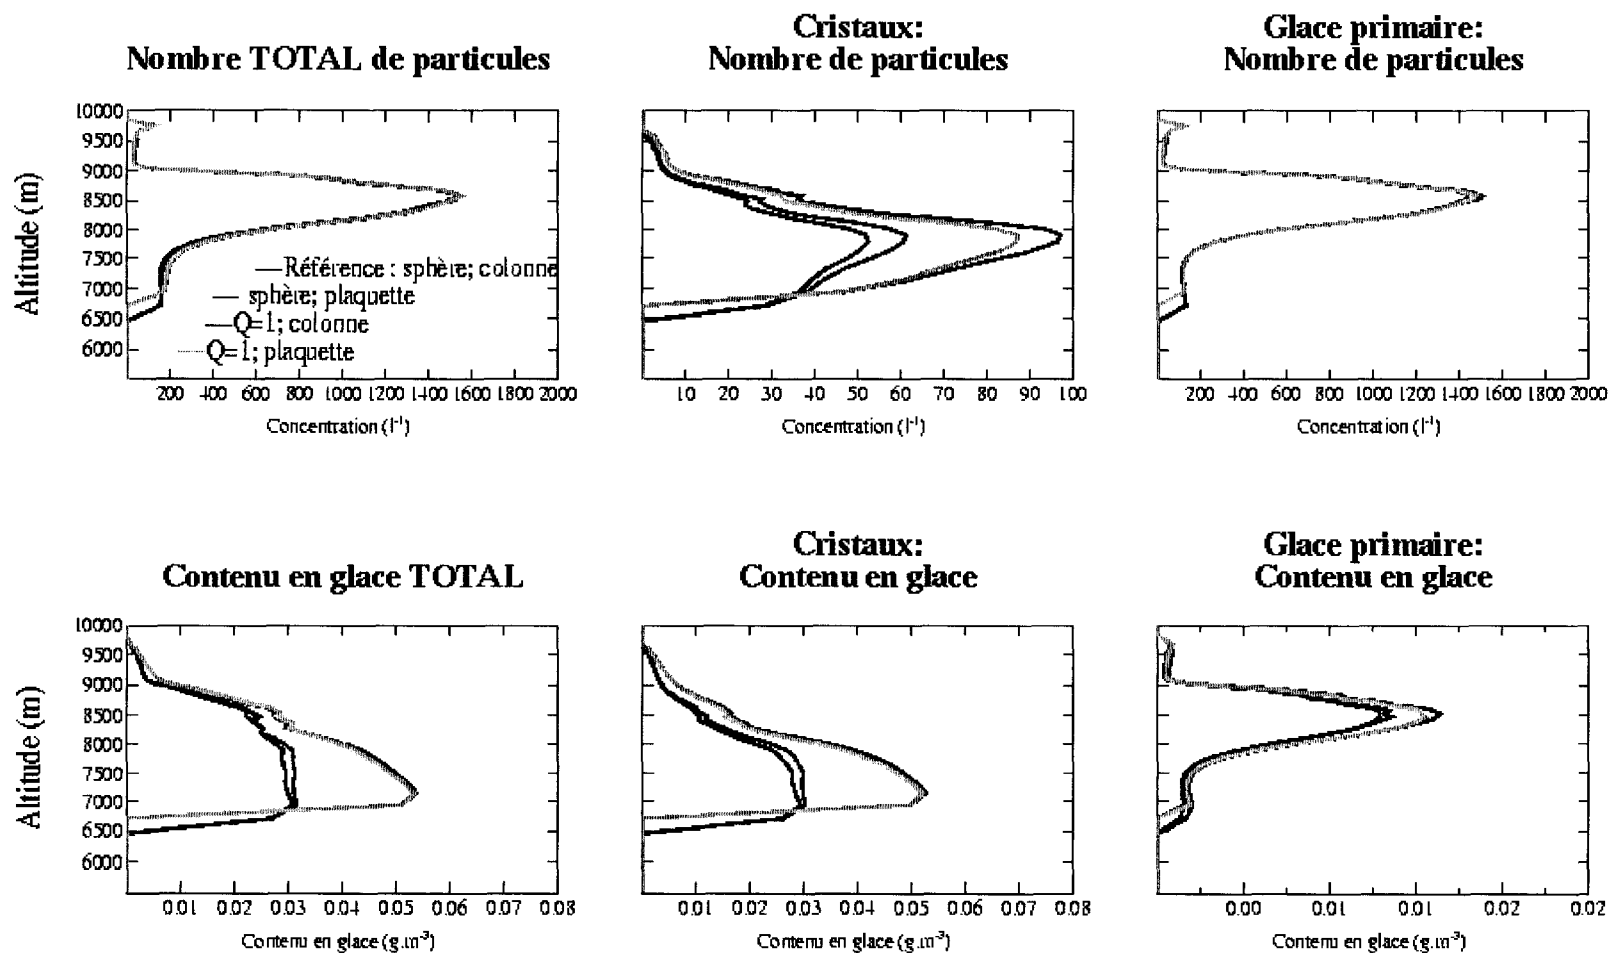 Nombre TOTAL de particules
Cristaux:
Nombre de particules
Glace primaire:
Nombre de particules
Altitude (m)
10000
9500
9000
8500
8000
7500
7000
6500
6000
Référence : sphère; colonne
sphère; plaquette
Q=1; colonne
Q=1; plaquette
200 400 600 800 1000 1200 1400 1600 1800 2000
Concentration (l-1)
10 20 30 40 50 60 70 80 90 100
Concentration (l-1)
200 400 600 800 1000 1200 1400 1600 1800 2000
Concentration (l-1)
Contenu en glace TOTAL
Cristaux:
Contenu en glace
Glace primaire:
Contenu en glace
Altitude (m)
10000
9500
9000
8500
8000
7500
7000
6500
6000
0.01 0.02 0.03 0.04 0.05 0.06 0.07 0.08
Contenu en glace (g.m-3)
0.01 0.02 0.03 0.04 0.05 0.06 0.07 0.08
Contenu en glace (g.m-3)
0.00 0.01 0.01 0.02 0.02
Contenu en glace (g.m-3)